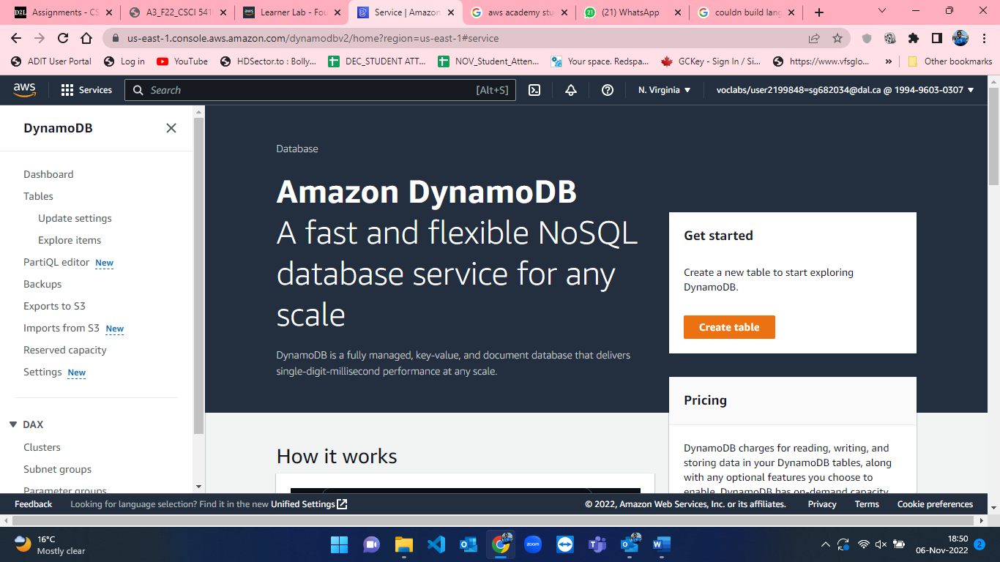 Assignments - CS
A3_F22_CSCI 541
Learner Lab - Fou
Service | Amazon
aws academy stu
(21) WhatsApp
couldn build lang
us-east-1.console.aws.amazon.com/dynamodbv2/home?region=us-east-1#service
ADIT User Portal
Log in
YouTube
HDSector.to : Bolly...
DEC_STUDENT ATT...
NOV_Student_Atten...
Your space. Redspa...
GCKey - Sign In / Si...
https://www.vfsglo...
»
Other bookmarks
aws
Services
Search
[Alt+S]
N. Virginia
voclabs/user2199848=sg682034@dal.ca @ 1994-9603-0307
DynamoDB
Dashboard
Tables
Update settings
Explore items
PartiQL editor New
Backups
Exports to S3
Imports from S3 New
Reserved capacity
Settings New
DAX
Clusters
Subnet groups
Parameter groups
Database
Amazon DynamoDB
A fast and flexible NoSQL
database service for any
scale
DynamoDB is a fully managed, key-value, and document database that delivers
single-digit-millisecond performance at any scale.
Get started
Create a new table to start exploring
DynamoDB.
Create table
Pricing
DynamoDB charges for reading, writing, and
storing data in your DynamoDB tables, along
with any optional features you choose to
enable. DynamoDB has on-demand capacity
How it works
Feedback
Looking for language selection? Find it in the new Unified Settings
© 2022, Amazon Web Services, Inc. or its affiliates.
Privacy
Terms
Cookie preferences
16°C
Mostly clear
zoom
18:50
06-Nov-2022
2